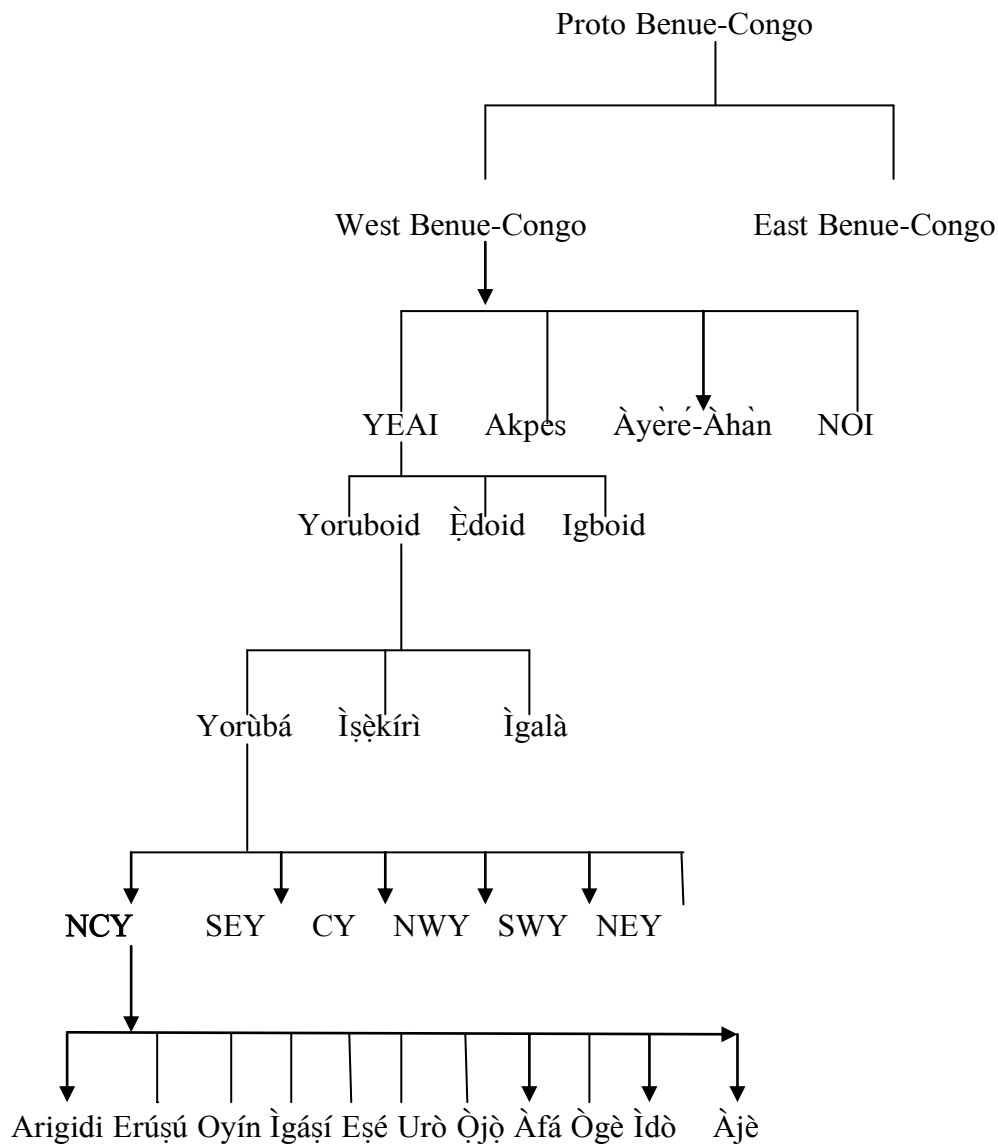 Proto Benue-Congo
West Benue-Congo East Benue-Congo
YEAI Akpes Àyèré-Àhàn NOI
Yoruboid Ẹ̀doid Igboid
Yorùbá Ìṣẹ̀kírì Ìgalà
NCY SEY CY NWY SWY NEY
Arigidi Erúṣú Oyín Ìgáṣí Eṣé Urò Ọ̀jọ̀ Àfá Ògè Ìdò Àjè